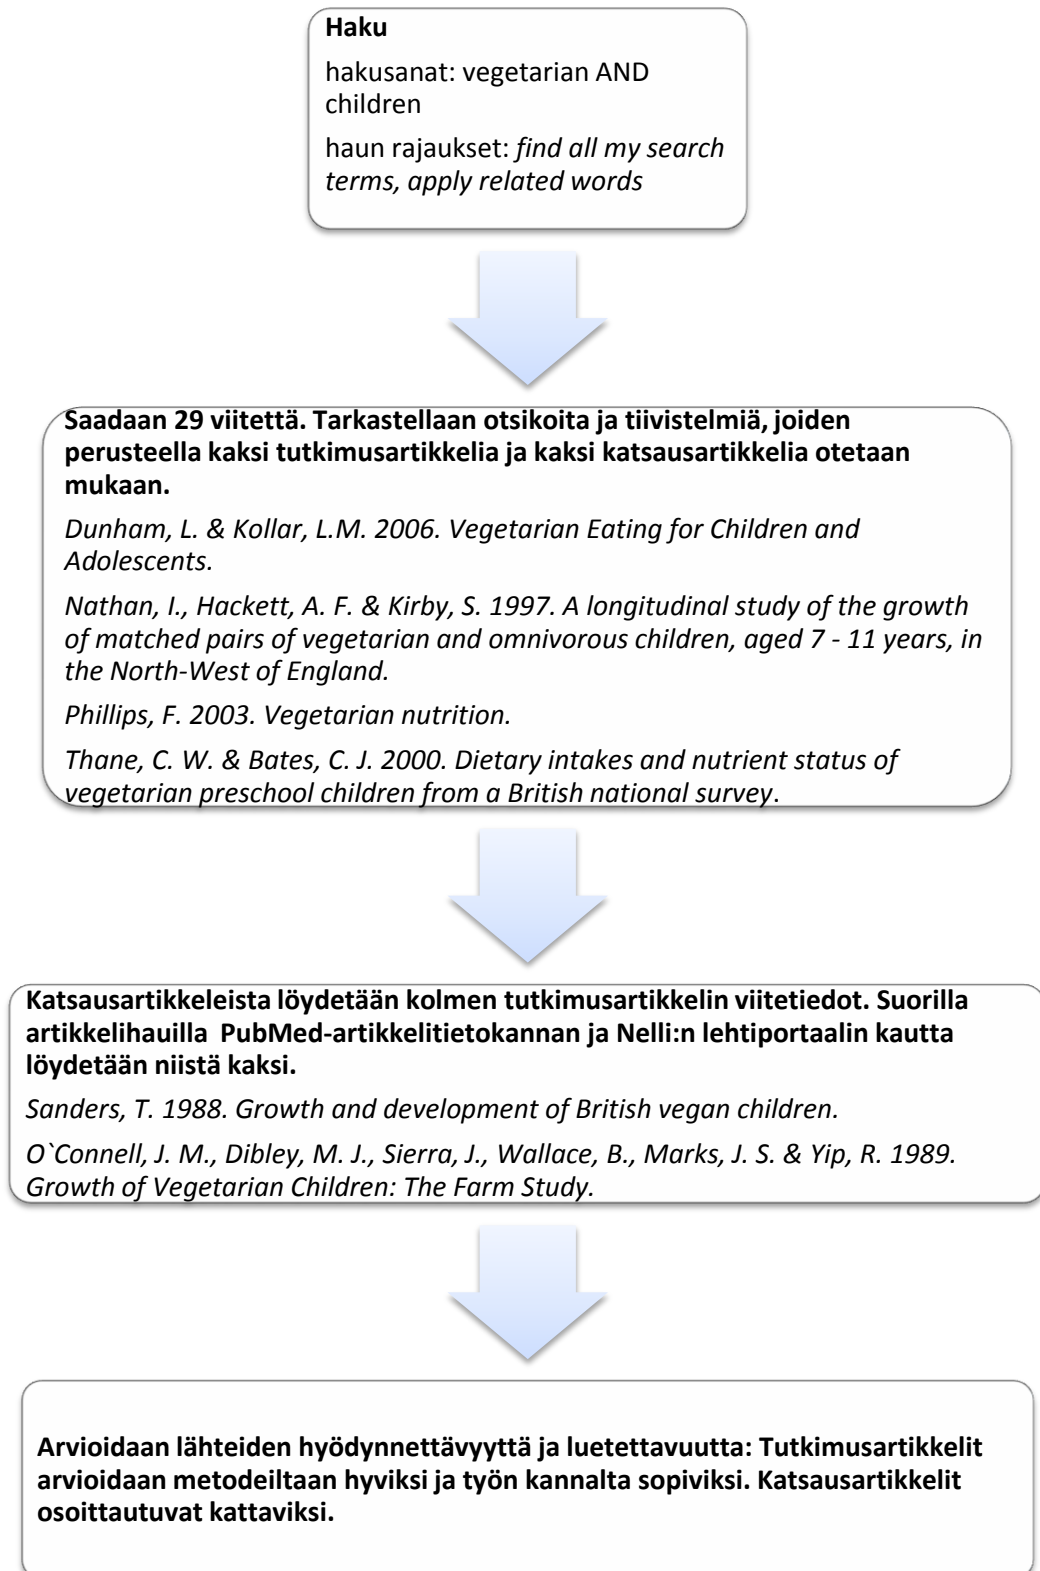 Haku
hakusanat: vegetarian AND
children
haun rajaukset: find all my search
terms, apply related words
Saadaan 29 viitettä. Tarkastellaan otsikoita ja tiivistelmiä, joiden
perusteella kaksi tutkimusartikkelia ja kaksi katsausartikkelia otetaan
mukaan.
Dunham, L. & Kollar, L.M. 2006. Vegetarian Eating for Children and
Adolescents.
Nathan, I., Hackett, A. F. & Kirby, S. 1997. A longitudinal study of the growth
of matched pairs of vegetarian and omnivorous children, aged 7 - 11 years, in
the North-West of England.
Phillips, F. 2003. Vegetarian nutrition.
Thane, C. W. & Bates, C. J. 2000. Dietary intakes and nutrient status of
vegetarian preschool children from a British national survey.
Katsausartikkeleista löydetään kolmen tutkimusartikkelin viitetiedot. Suorilla
artikkelihauilla  PubMed-artikkelitietokannan ja Nelli:n lehtiportaalin kautta
löydetään niistä kaksi.
Sanders, T. 1988. Growth and development of British vegan children.
O`Connell, J. M., Dibley, M. J., Sierra, J., Wallace, B., Marks, J. S. & Yip, R. 1989.
Growth of Vegetarian Children: The Farm Study.
Arvioidaan lähteiden hyödynnettävyyttä ja luetettavuutta: Tutkimusartikkelit
arvioidaan metodeiltaan hyviksi ja työn kannalta sopiviksi. Katsausartikkelit
osoittautuvat kattaviksi.